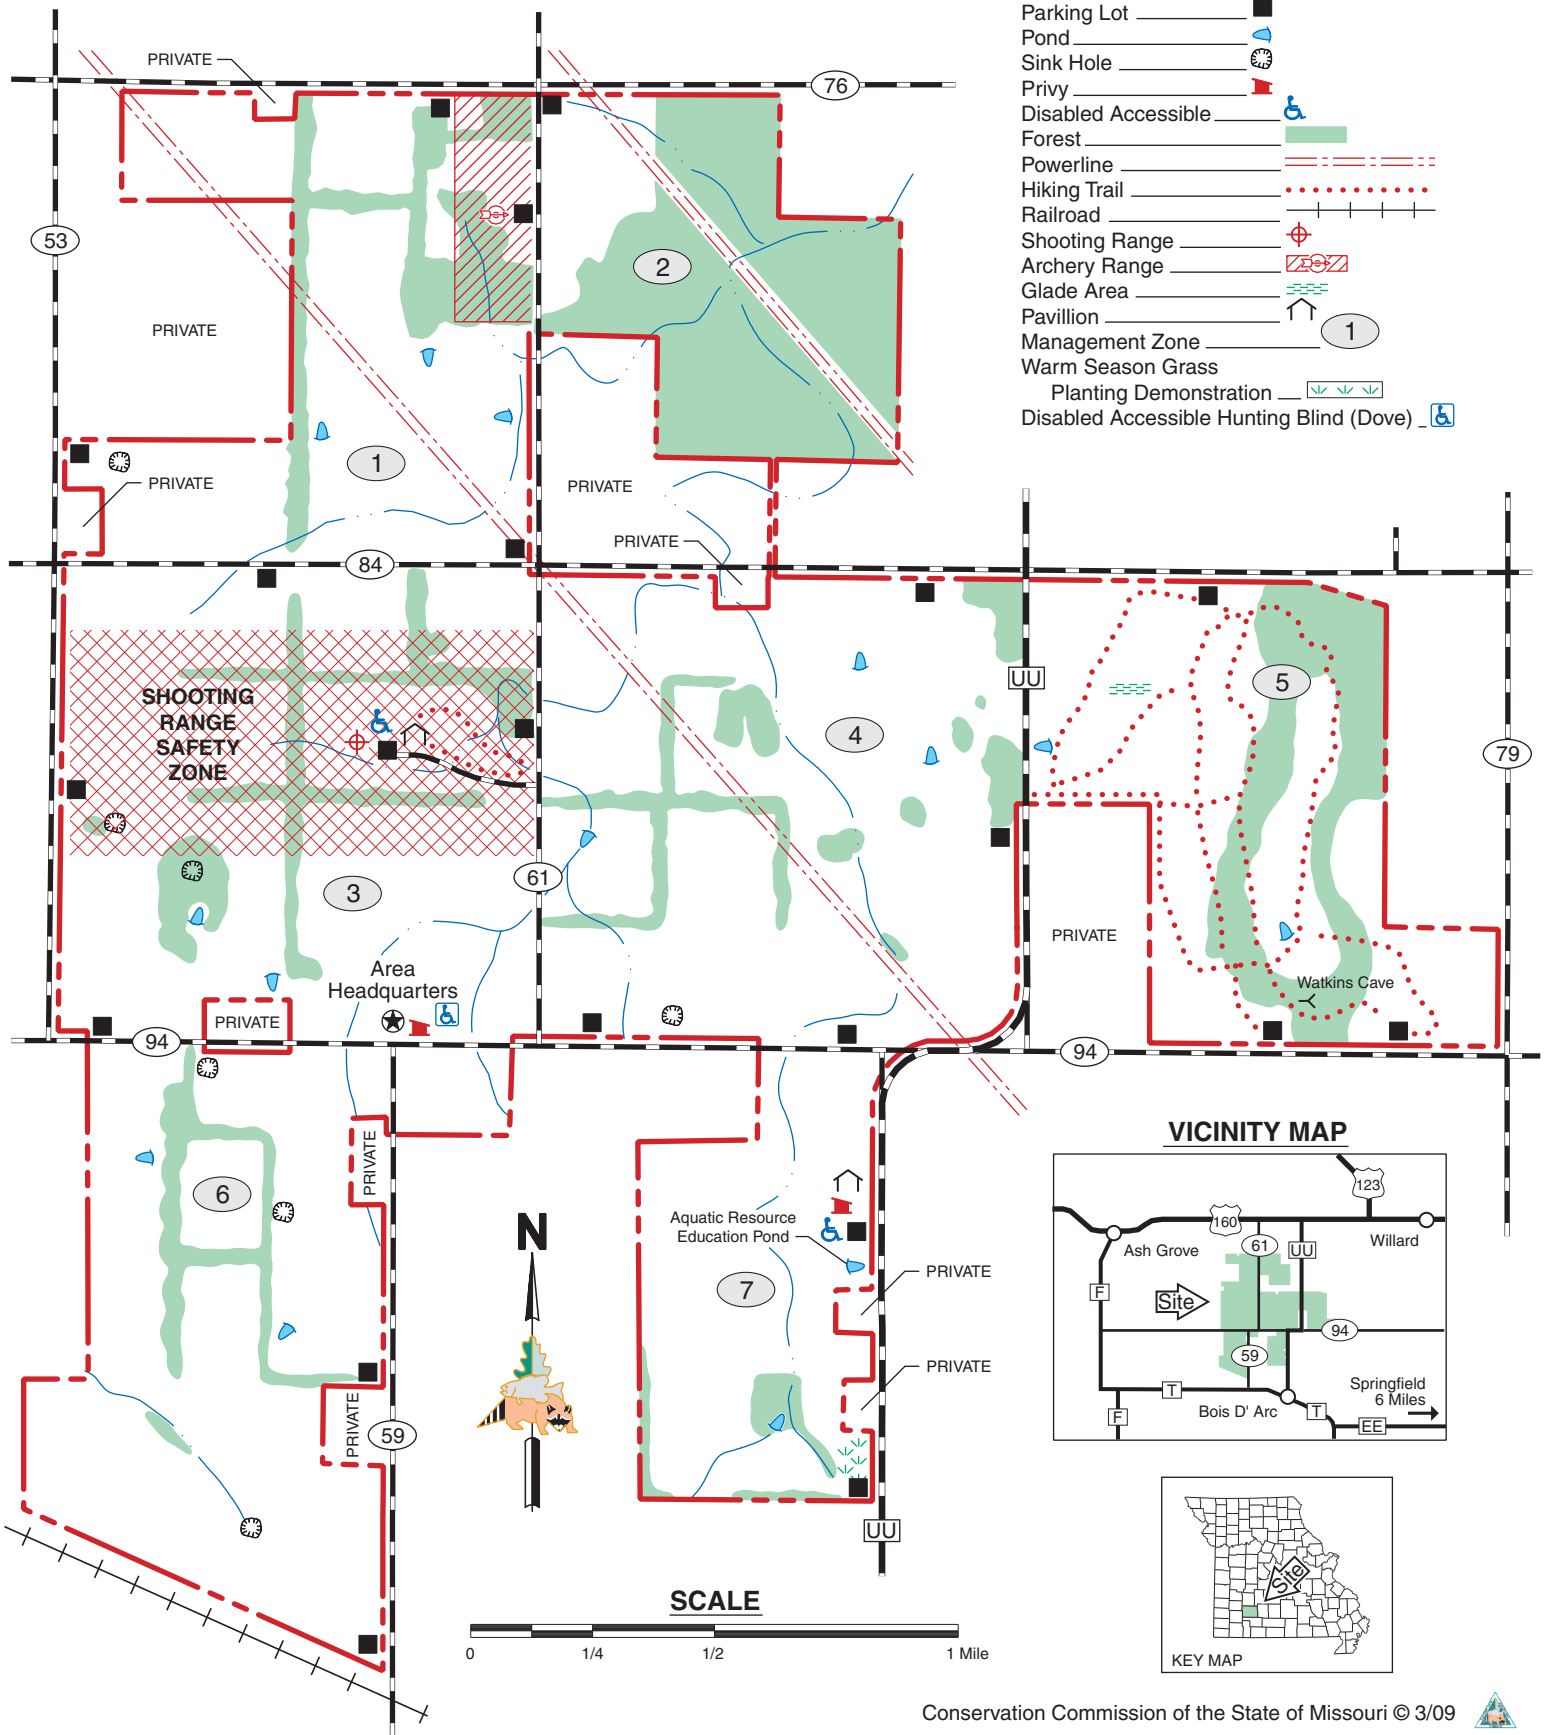 Parking Lot
Pond
Sink Hole
Privy
Disabled Accessible
Forest
Powerline
Hiking Trail
Railroad
Shooting Range
Archery Range
Glade Area
Pavillion
1
Management Zone
Warm Season Grass
Planting Demonstration
Disabled Accessible Hunting Blind (Dove)
PRIVATE
76
53
2
PRIVATE
1
PRIVATE
PRIVATE
PRIVATE
84
UU
5
SHOOTING
RANGE
SAFETY
ZONE
4
79
61
3
PRIVATE
Area
Headquarters
Watkins Cave
PRIVATE
94
94
PRIVATE
6
Aquatic Resource
Education Pond
7
PRIVATE
PRIVATE
PRIVATE
59
N
UU
VICINITY MAP
123
160
Ash Grove
61
UU
Willard
F
Site
94
59
T
Springfield
6 Miles
F
Bois D' Arc
T
EE
SCALE
0
1/4
1/2
1 Mile
Site
KEY MAP
Conservation Commission of the State of Missouri © 3/09